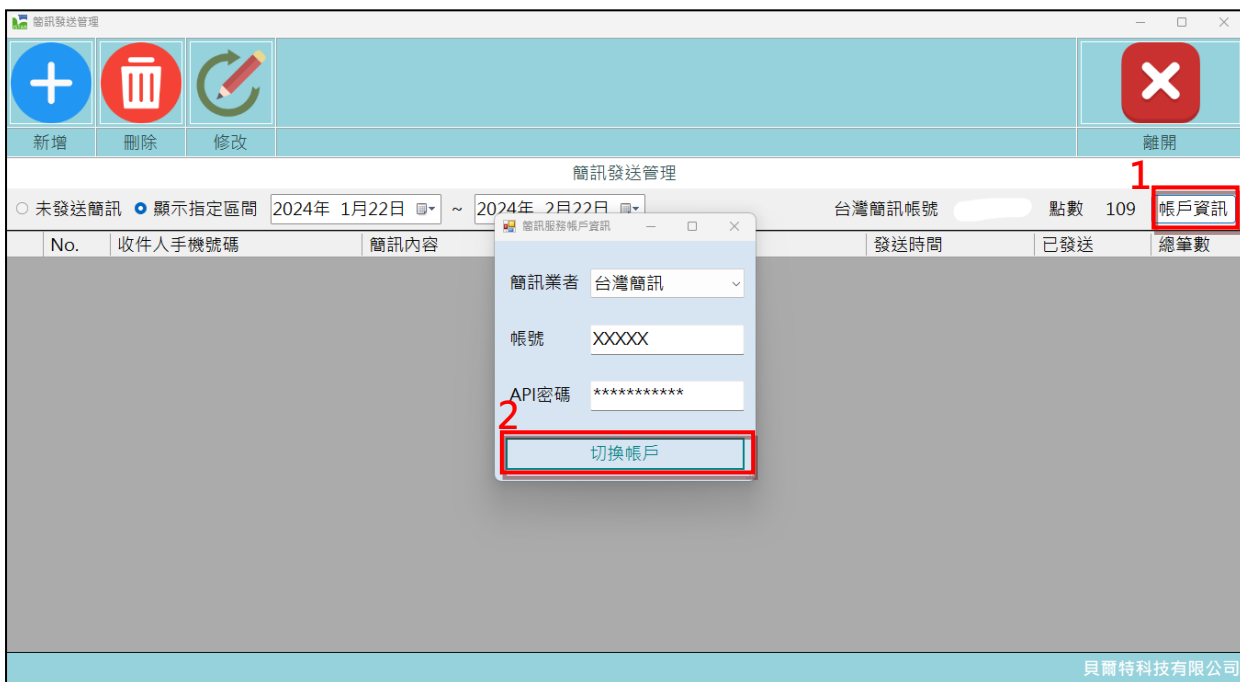 簡訊發送管理
新增 刪除 修改 離開
簡訊發送管理
1
未發送簡訊 顯示指定區間 2024年 1月22日 ~ 2024年 2月22日 台灣簡訊帳號 點數 109 帳戶資訊
No. 收件人手機號碼 簡訊內容 發送時間 已發送 總筆數
簡訊服務帳戶資訊
簡訊業者 台灣簡訊
帳號 XXXXX
API密碼 ***********
2
切換帳戶
貝爾特科技有限公司